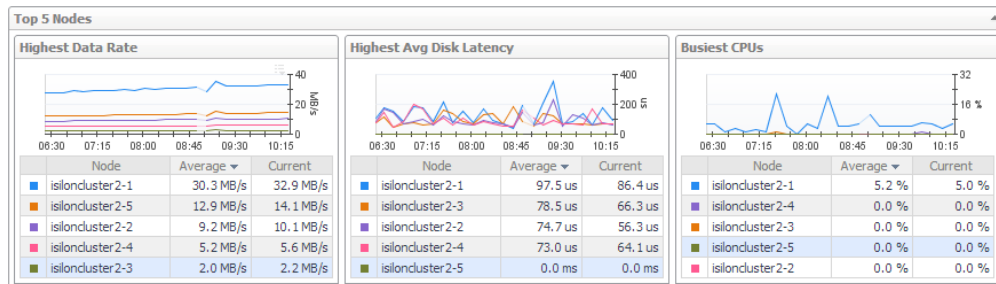 Top 5 Nodes
Highest Data Rate
40
20
0
MB/s
06:30 07:15 08:00 08:45 09:30 10:15
Node Average Current
isiloncluster2-1 30.3 MB/s 32.9 MB/s
isiloncluster2-5 12.9 MB/s 14.1 MB/s
isiloncluster2-2 9.2 MB/s 10.1 MB/s
isiloncluster2-4 5.2 MB/s 5.6 MB/s
isiloncluster2-3 2.0 MB/s 2.2 MB/s
Highest Avg Disk Latency
400
200
0
us
06:30 07:15 08:00 08:45 09:30 10:15
Node Average Current
isiloncluster2-1 97.5 us 86.4 us
isiloncluster2-3 78.5 us 66.3 us
isiloncluster2-2 74.7 us 56.3 us
isiloncluster2-4 73.0 us 64.1 us
isiloncluster2-5 0.0 ms 0.0 ms
Busiest CPUs
32
16
0
%
06:30 07:15 08:00 08:45 09:30 10:15
Node Average Current
isiloncluster2-1 5.2 % 5.0 %
isiloncluster2-4 0.0 % 0.0 %
isiloncluster2-3 0.0 % 0.0 %
isiloncluster2-5 0.0 % 0.0 %
isiloncluster2-2 0.0 % 0.0 %